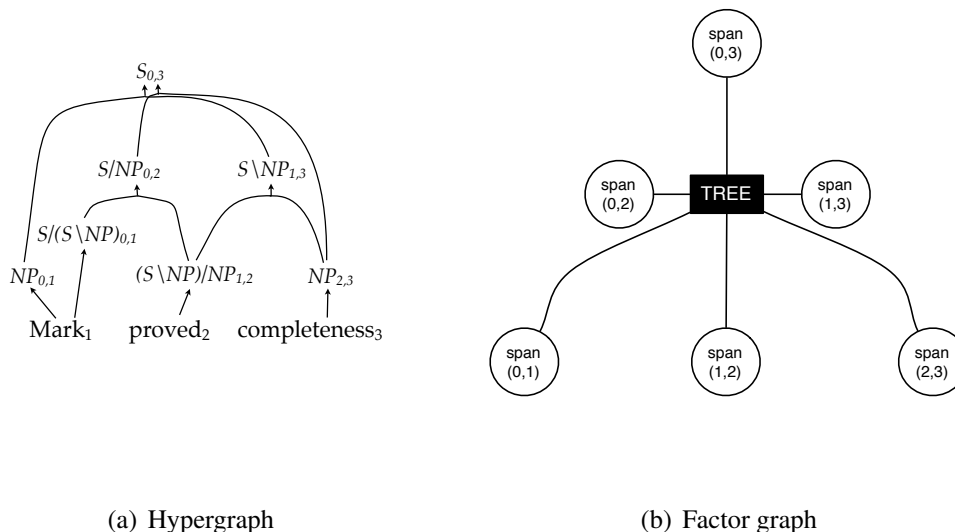 S0,3
S/NP0,2 S\NP1,3
S/(S\NP)0,1
NP0,1 (S\NP)/NP1,2 NP2,3
Mark1 proved2 completeness3
(a) Hypergraph
span
(0,3)
span
(0,2)
TREE
span
(1,3)
span
(0,1)
span
(1,2)
span
(2,3)
(b) Factor graph